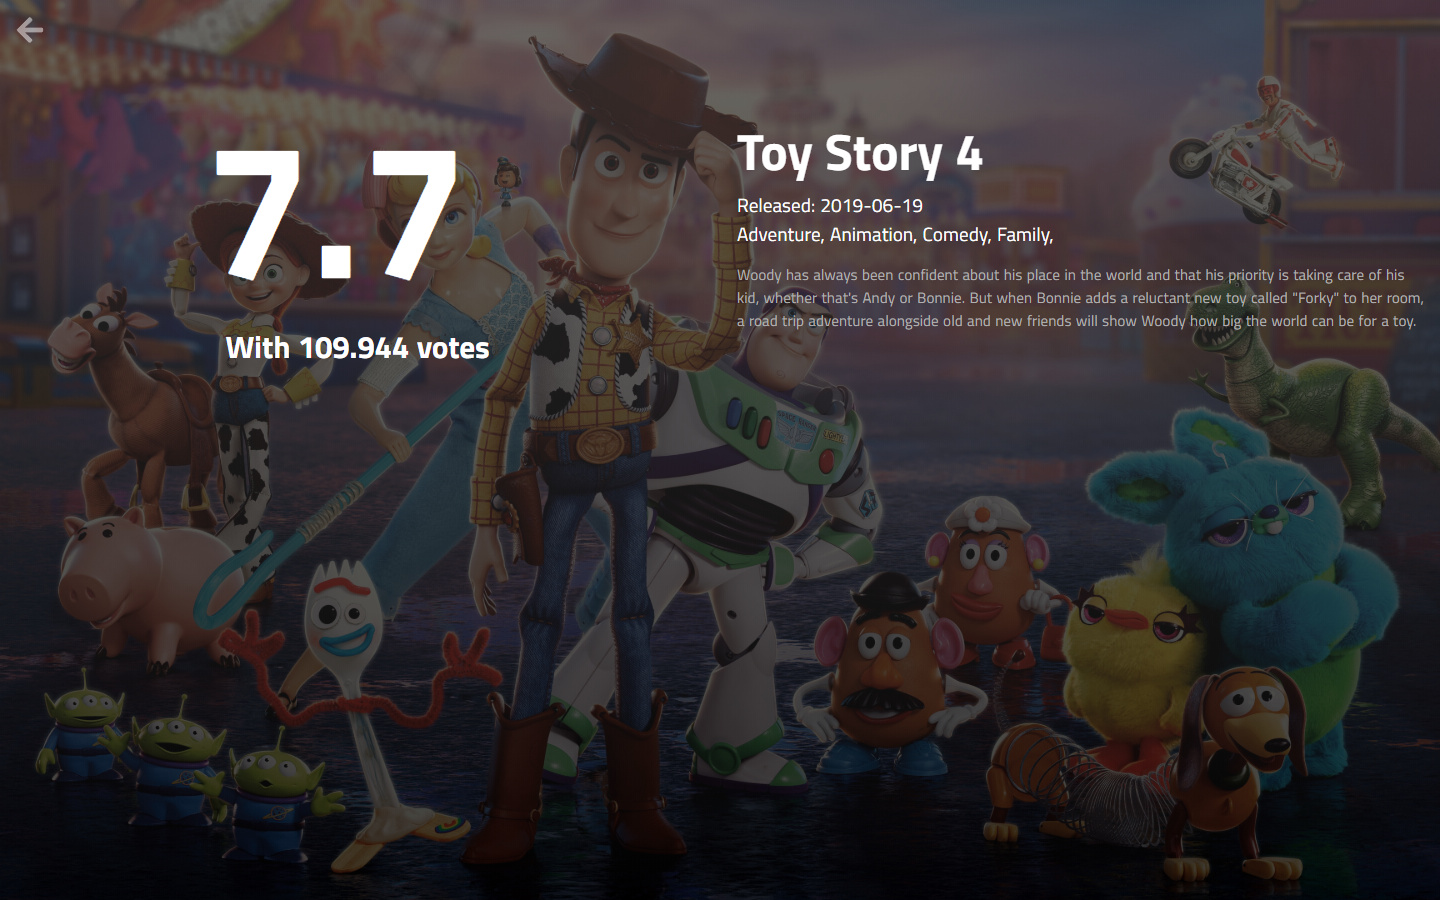 7.7
With 109.944 votes
Toy Story 4
Released: 2019-06-19
Adventure, Animation, Comedy, Family,
Woody has always been confident about his place in the world and that his priority is taking care of his
kid, whether that's Andy or Bonnie. But when Bonnie adds a reluctant new toy called "Forky" to her room,
a road trip adventure alongside old and new friends will show Woody how big the world can be for a toy.